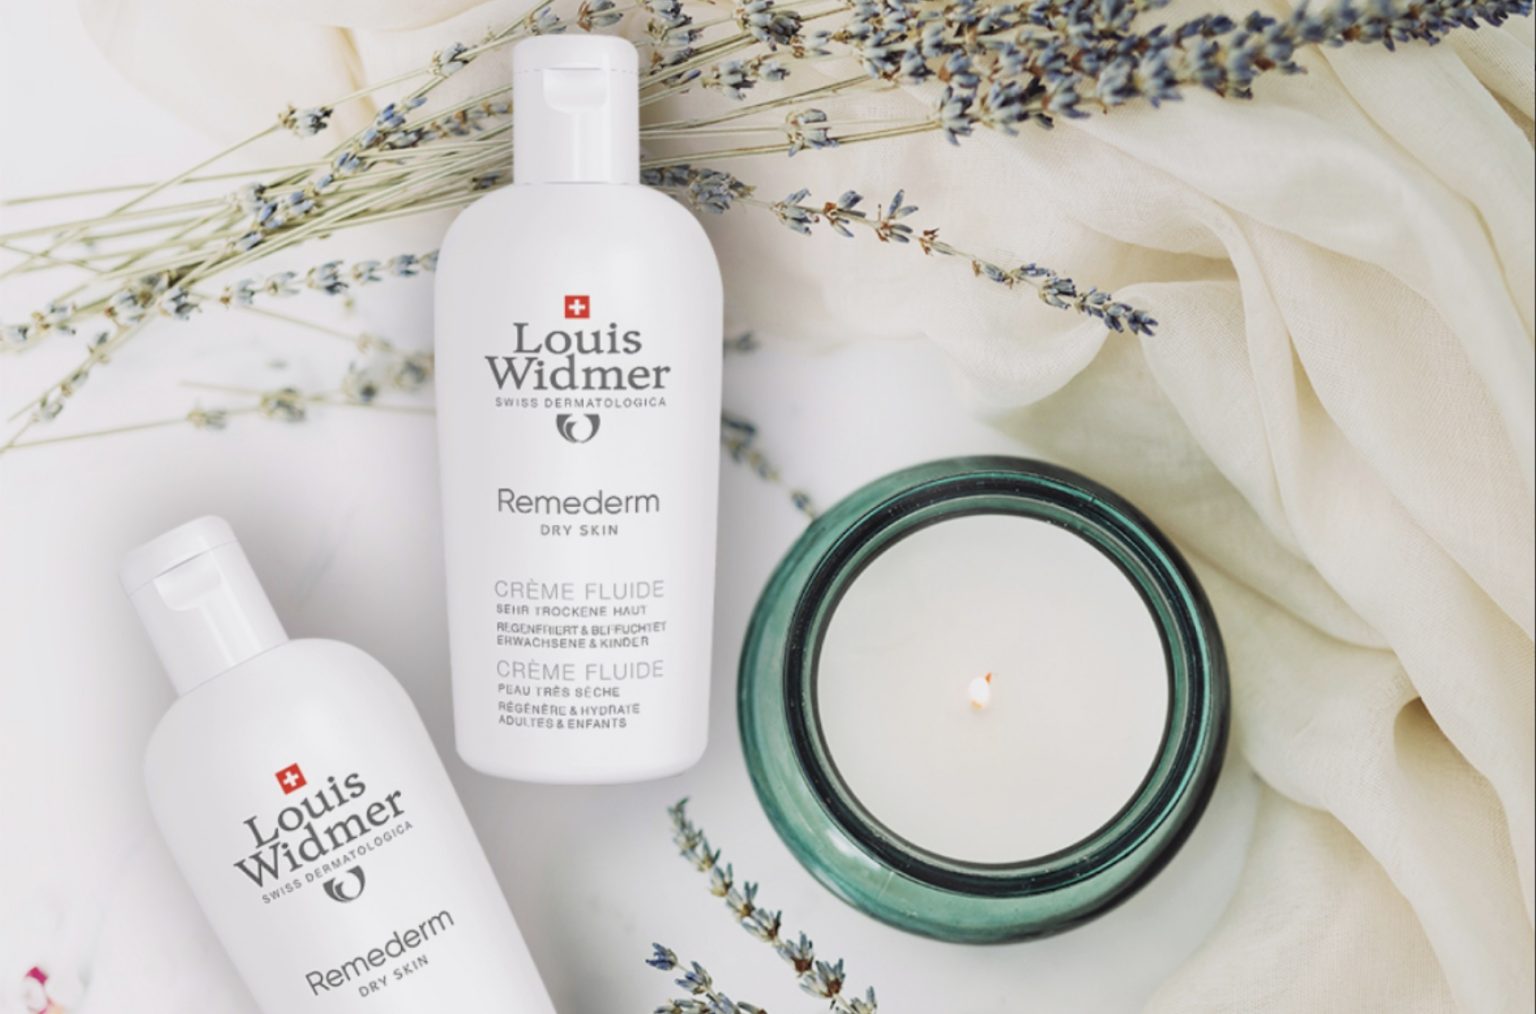 Louis
Widmer
SWISS DERMATOLOGICA
Remederm
DRY SKIN
CRÈME FLUIDE
SEHR TROCKENE HAUT
REGENERIERT & BEFEUCHTET
ERWACHSENE & KINDER
CRÈME FLUIDE
PEAU TRÈS SÈCHE
RÉGÉNÈRE & HYDRATE
ADULTES & ENFANTS
Louis
Widmer
SWISS DERMATOLOGICA
Remederm
DRY SKIN